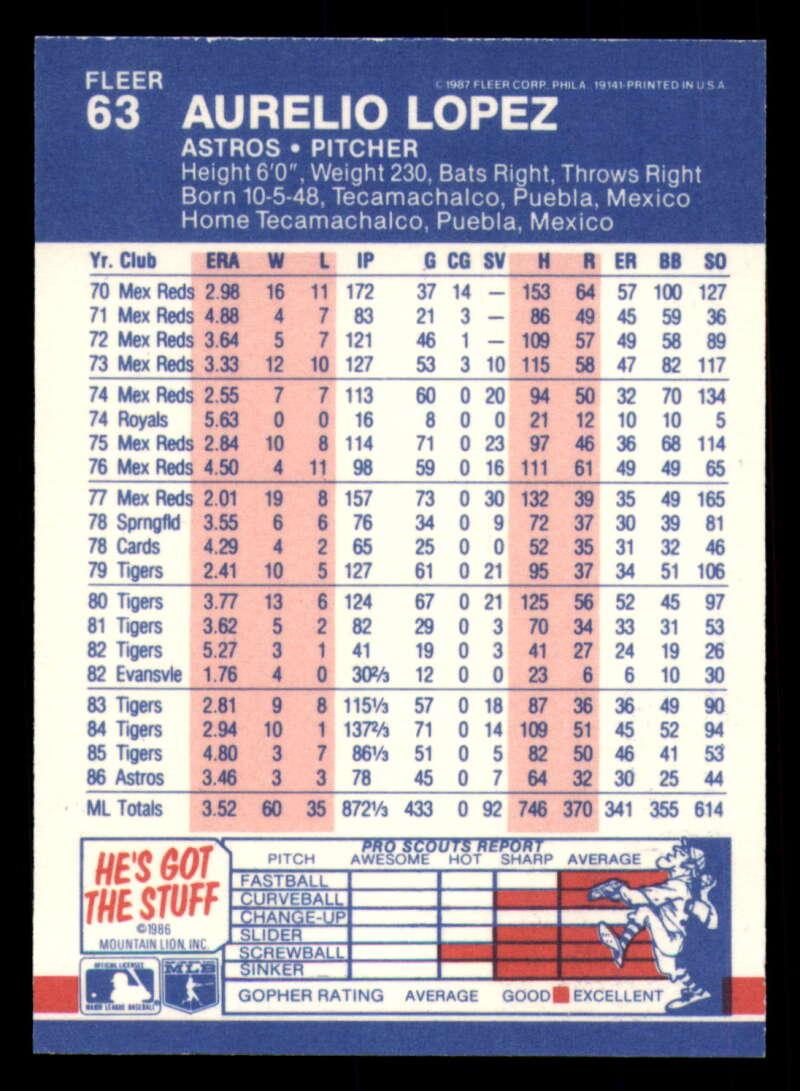 FLEER
© 1987 FLEER CORP. PHILA. 19141-PRINTED IN U.S.A.
63 AURELIO LOPEZ
ASTROS • PITCHER
Height 6'0", Weight 230, Bats Right, Throws Right
Born 10-5-48, Tecamachalco, Puebla, Mexico
Home Tecamachalco, Puebla, Mexico
Yr. Club ERA W L IP G CG SV H R ER BB SO
70 Mex Reds 2.98 16 11 172 37 14 — 153 64 57 100 127
71 Mex Reds 4.88 4 7 83 21 3 — 86 49 45 59 36
72 Mex Reds 3.64 5 7 121 46 1 — 109 57 49 58 89
73 Mex Reds 3.33 12 10 127 53 3 10 115 58 47 82 117
74 Mex Reds 2.55 7 7 113 60 0 20 94 50 32 70 134
74 Royals 5.63 0 0 16 8 0 0 21 12 10 10 5
75 Mex Reds 2.84 10 8 114 71 0 23 97 46 36 68 114
76 Mex Reds 4.50 4 11 98 59 0 16 111 61 49 49 65
77 Mex Reds 2.01 19 8 157 73 0 30 132 39 35 49 165
78 Sprngfld 3.55 6 6 76 34 0 9 72 37 30 39 81
78 Cards 4.29 4 2 65 25 0 0 52 35 31 32 46
79 Tigers 2.41 10 5 127 61 0 21 95 37 34 51 106
80 Tigers 3.77 13 6 124 67 0 21 125 56 52 45 97
81 Tigers 3.62 5 2 82 29 0 3 70 34 33 31 53
82 Tigers 5.27 3 1 41 19 0 3 41 27 24 19 26
82 Evansvle 1.76 4 0 30⅔ 12 0 0 23 6 6 10 30
83 Tigers 2.81 9 8 115⅓ 57 0 18 87 36 36 49 90
84 Tigers 2.94 10 1 137⅔ 71 0 14 109 51 45 52 94
85 Tigers 4.80 3 7 86⅓ 51 0 5 82 50 46 41 53
86 Astros 3.46 3 3 78 45 0 7 64 32 30 25 44
ML Totals 3.52 60 35 872⅓ 433 0 92 746 370 341 355 614
HE'S GOT
THE STUFF
©1986
MOUNTAIN LION, INC.
PRO SCOUTS REPORT
PITCH AWESOME HOT SHARP AVERAGE
FASTBALL
CURVEBALL
CHANGE-UP
SLIDER
SCREWBALL
SINKER
OFFICIAL LICENSEE
MAJOR LEAGUE BASEBALL
MLB
GOPHER RATING AVERAGE GOOD EXCELLENT